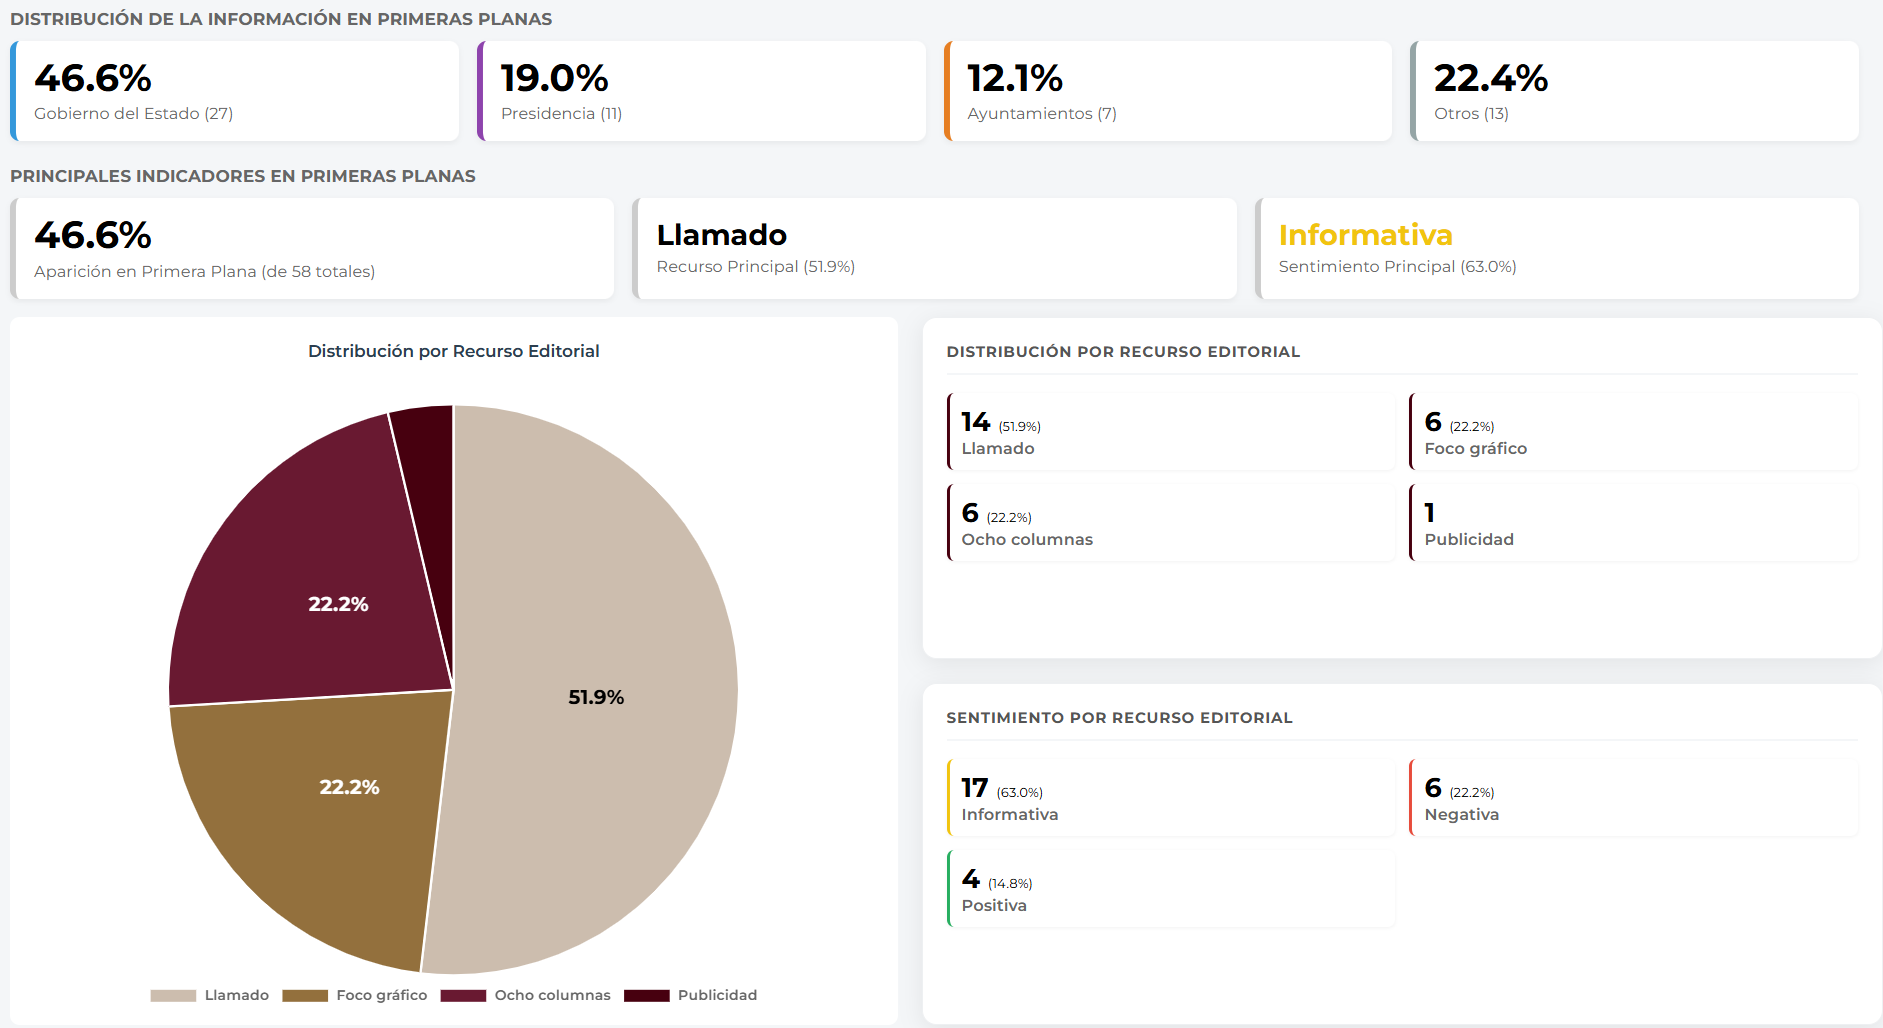 DISTRIBUCIÓN DE LA INFORMACIÓN EN PRIMERAS PLANAS
46.6%
Gobierno del Estado (27)
19.0%
Presidencia (11)
12.1%
Ayuntamientos (7)
22.4%
Otros (13)
PRINCIPALES INDICADORES EN PRIMERAS PLANAS
46.6%
Aparición en Primera Plana (de 58 totales)
Llamado
Recurso Principal (51.9%)
Informativa
Sentimiento Principal (63.0%)
Distribución por Recurso Editorial
22.2%
51.9%
22.2%
Llamado
Foco gráfico
Ocho columnas
Publicidad
DISTRIBUCIÓN POR RECURSO EDITORIAL
14 (51.9%)
Llamado
6 (22.2%)
Foco gráfico
6 (22.2%)
Ocho columnas
1
Publicidad
SENTIMIENTO POR RECURSO EDITORIAL
17 (63.0%)
Informativa
6 (22.2%)
Negativa
4 (14.8%)
Positiva